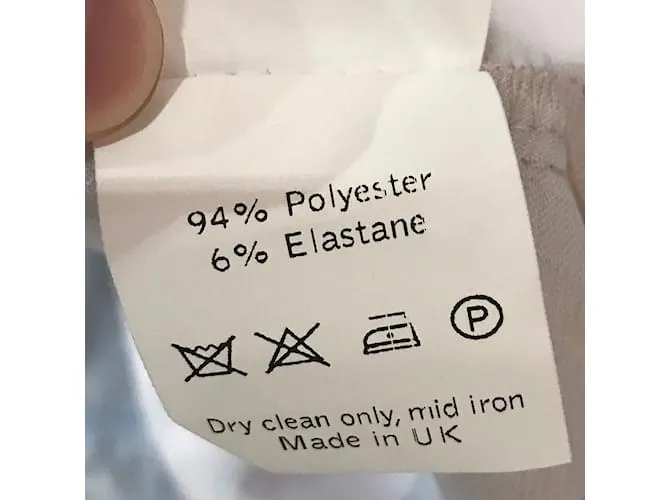 94% Polyester
6% Elastane
P
Dry clean only, mid iron
Made in UK